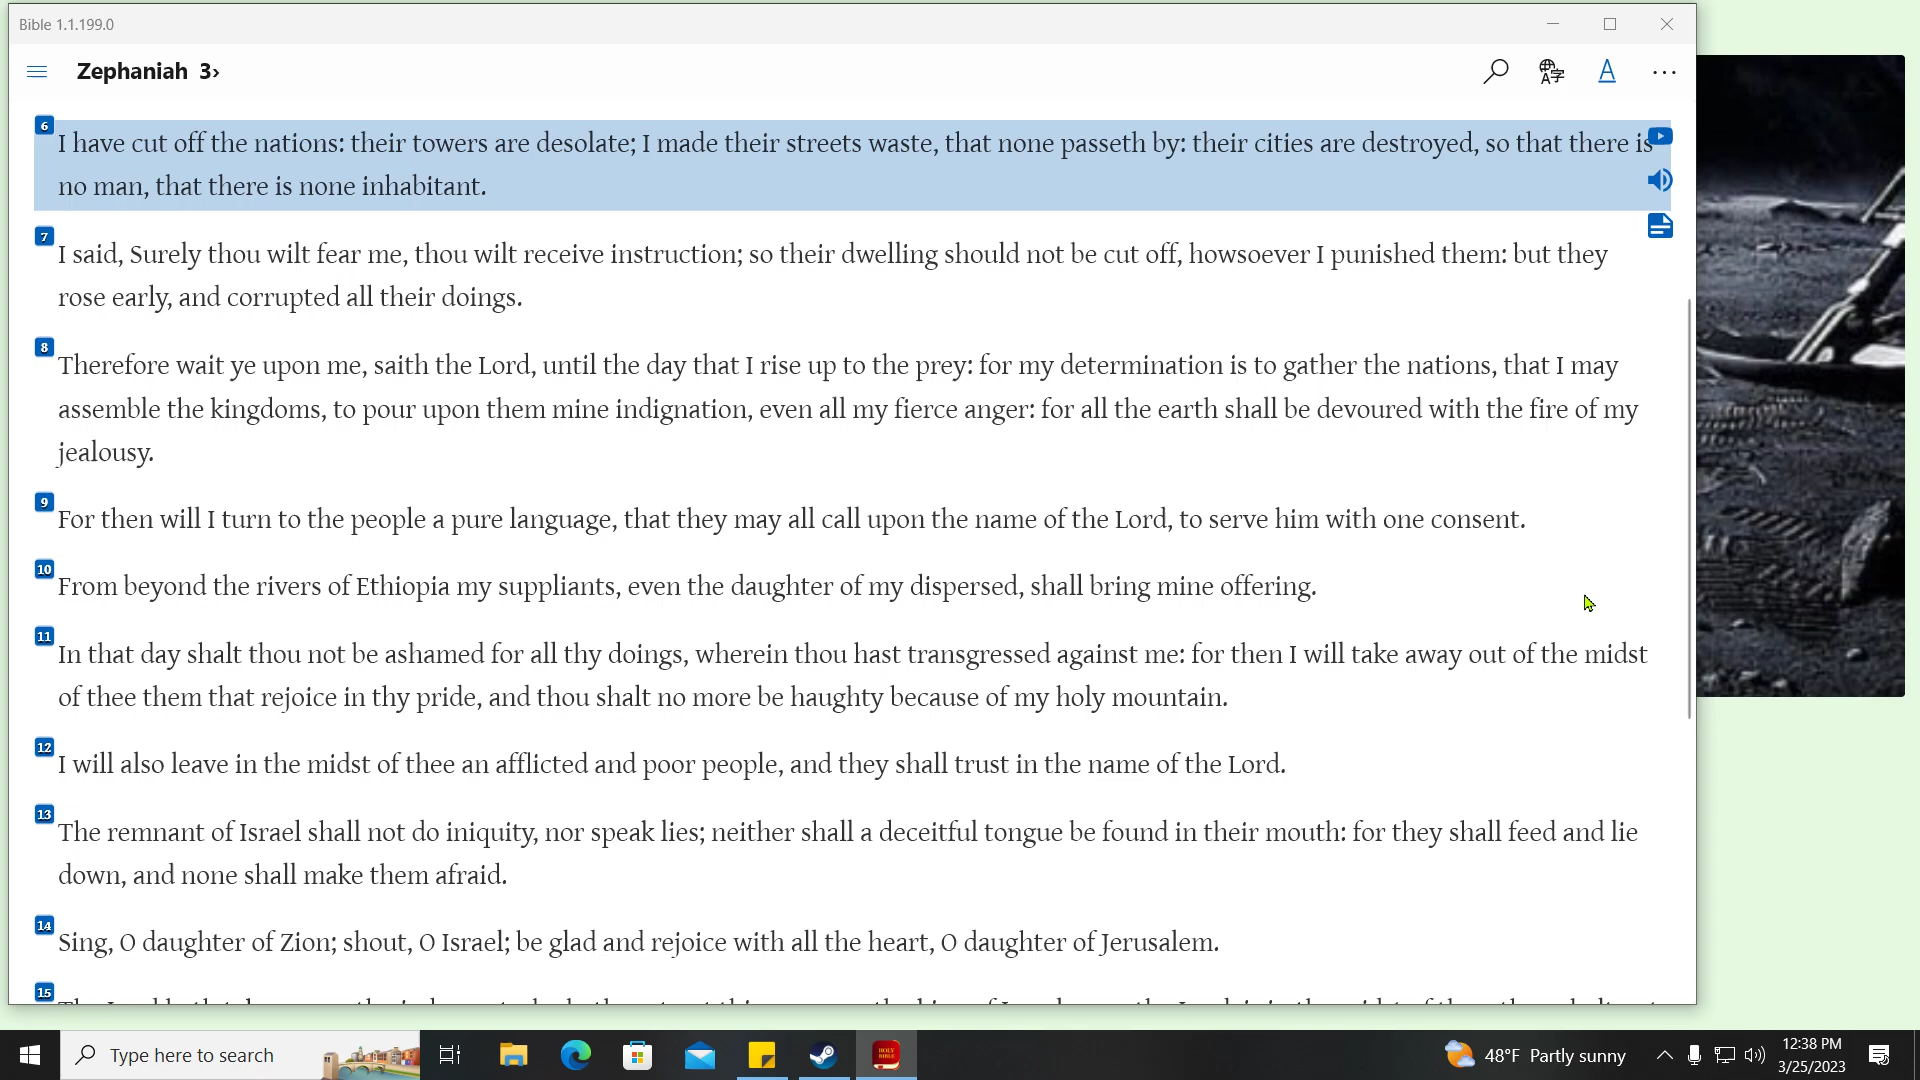 Bible 1.1.199.0
Zephaniah 3›
6
I have cut off the nations: their towers are desolate; I made their streets waste, that none passeth by: their cities are destroyed, so that there is
no man, that there is none inhabitant.
7
I said, Surely thou wilt fear me, thou wilt receive instruction; so their dwelling should not be cut off, howsoever I punished them: but they
rose early, and corrupted all their doings.
8
Therefore wait ye upon me, saith the Lord, until the day that I rise up to the prey: for my determination is to gather the nations, that I may
assemble the kingdoms, to pour upon them mine indignation, even all my fierce anger: for all the earth shall be devoured with the fire of my
jealousy.
9
For then will I turn to the people a pure language, that they may all call upon the name of the Lord, to serve him with one consent.
10
From beyond the rivers of Ethiopia my suppliants, even the daughter of my dispersed, shall bring mine offering.
11
In that day shalt thou not be ashamed for all thy doings, wherein thou hast transgressed against me: for then I will take away out of the midst
of thee them that rejoice in thy pride, and thou shalt no more be haughty because of my holy mountain.
12
I will also leave in the midst of thee an afflicted and poor people, and they shall trust in the name of the Lord.
13
The remnant of Israel shall not do iniquity, nor speak lies; neither shall a deceitful tongue be found in their mouth: for they shall feed and lie
down, and none shall make them afraid.
14
Sing, O daughter of Zion; shout, O Israel; be glad and rejoice with all the heart, O daughter of Jerusalem.
15
Type here to search
HOLY BIBLE
48°F Partly sunny
12:38 PM
3/25/2023